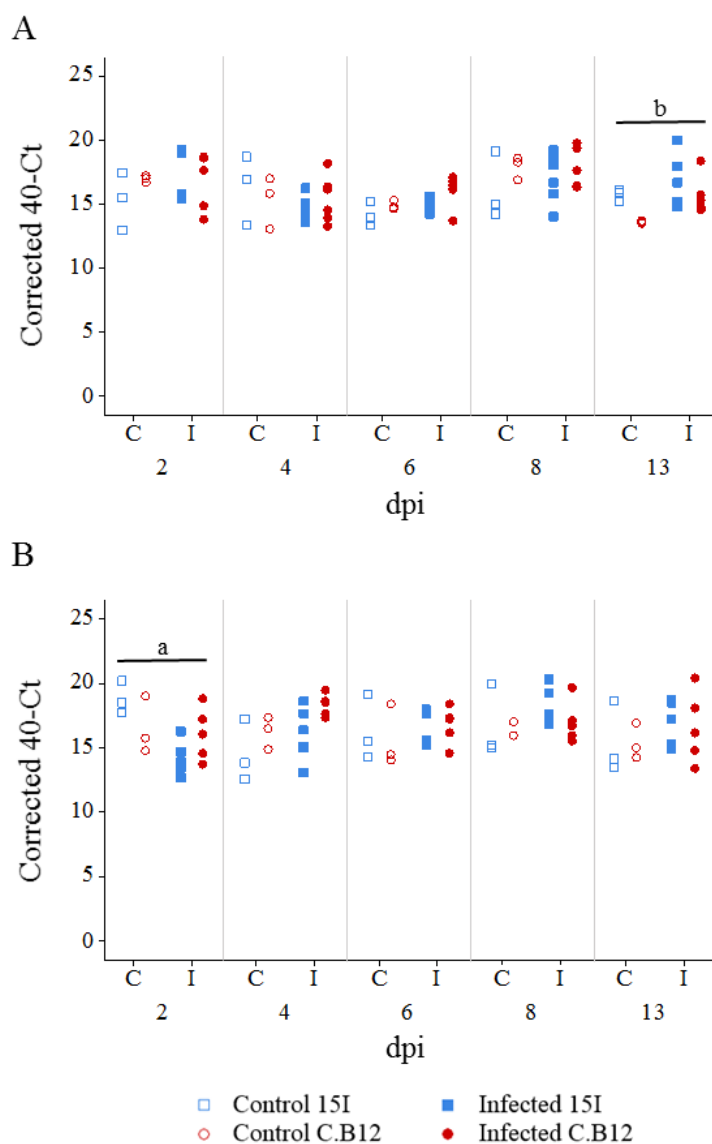 A
Corrected 40-Ct
25
20
15
10
5
0
b
C I C I C I C I C I
2 4 6 8 13
dpi
B
Corrected 40-Ct
25
20
15
10
5
0
a
C I C I C I C I C I
2 4 6 8 13
dpi
Control 15I Infected 15I
Control C.B12 Infected C.B12